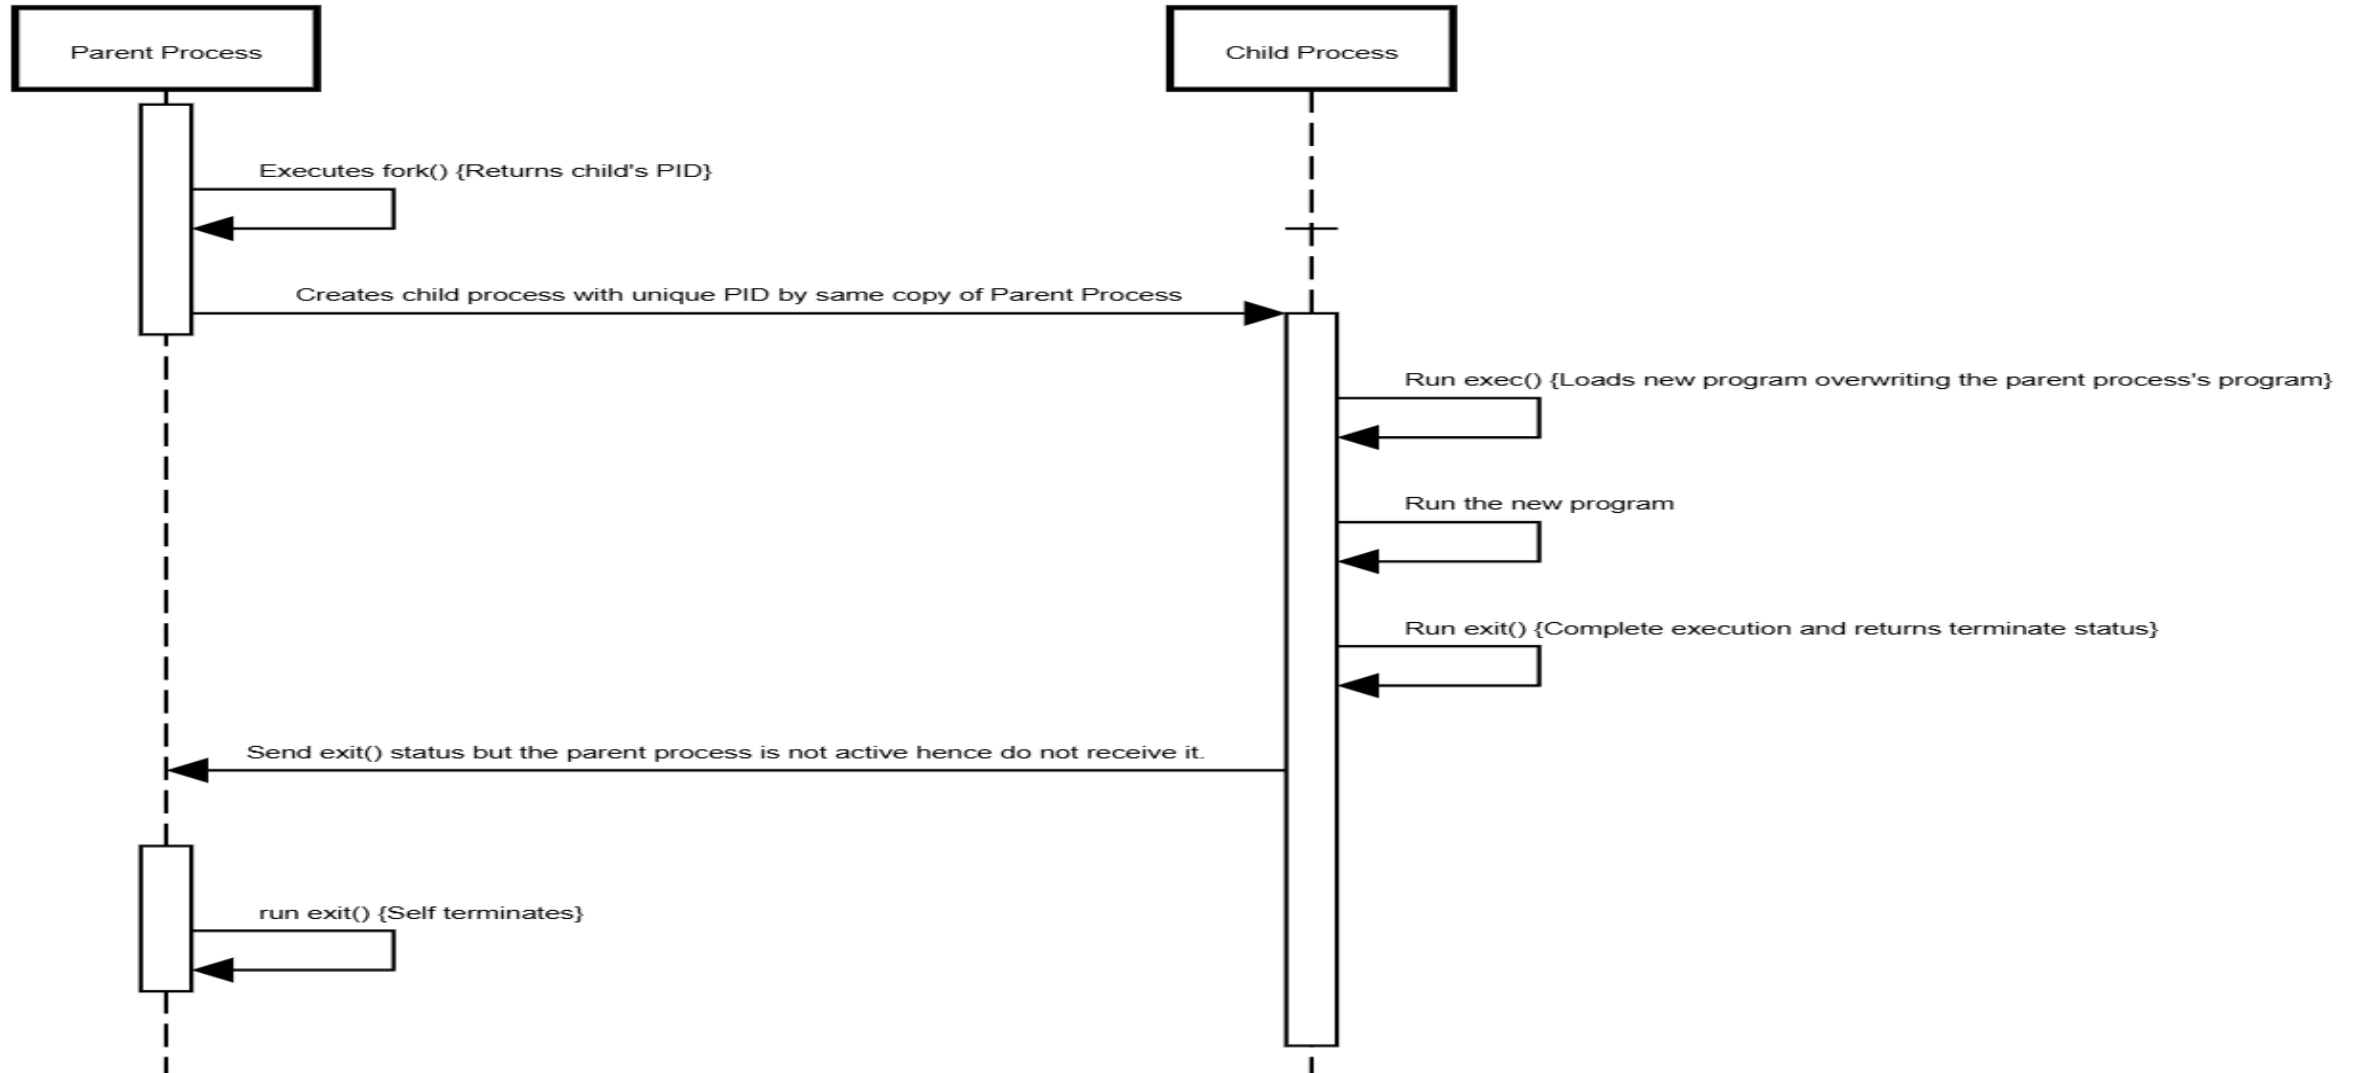 Parent Process
Child Process
Executes fork() {Returns child's PID}
Creates child process with unique PID by same copy of Parent Process
Run exec() {Loads new program overwriting the parent process's program}
Run the new program
Run exit() {Complete execution and returns terminate status}
Send exit() status but the parent process is not active hence do not receive it.
run exit() {Self terminates}